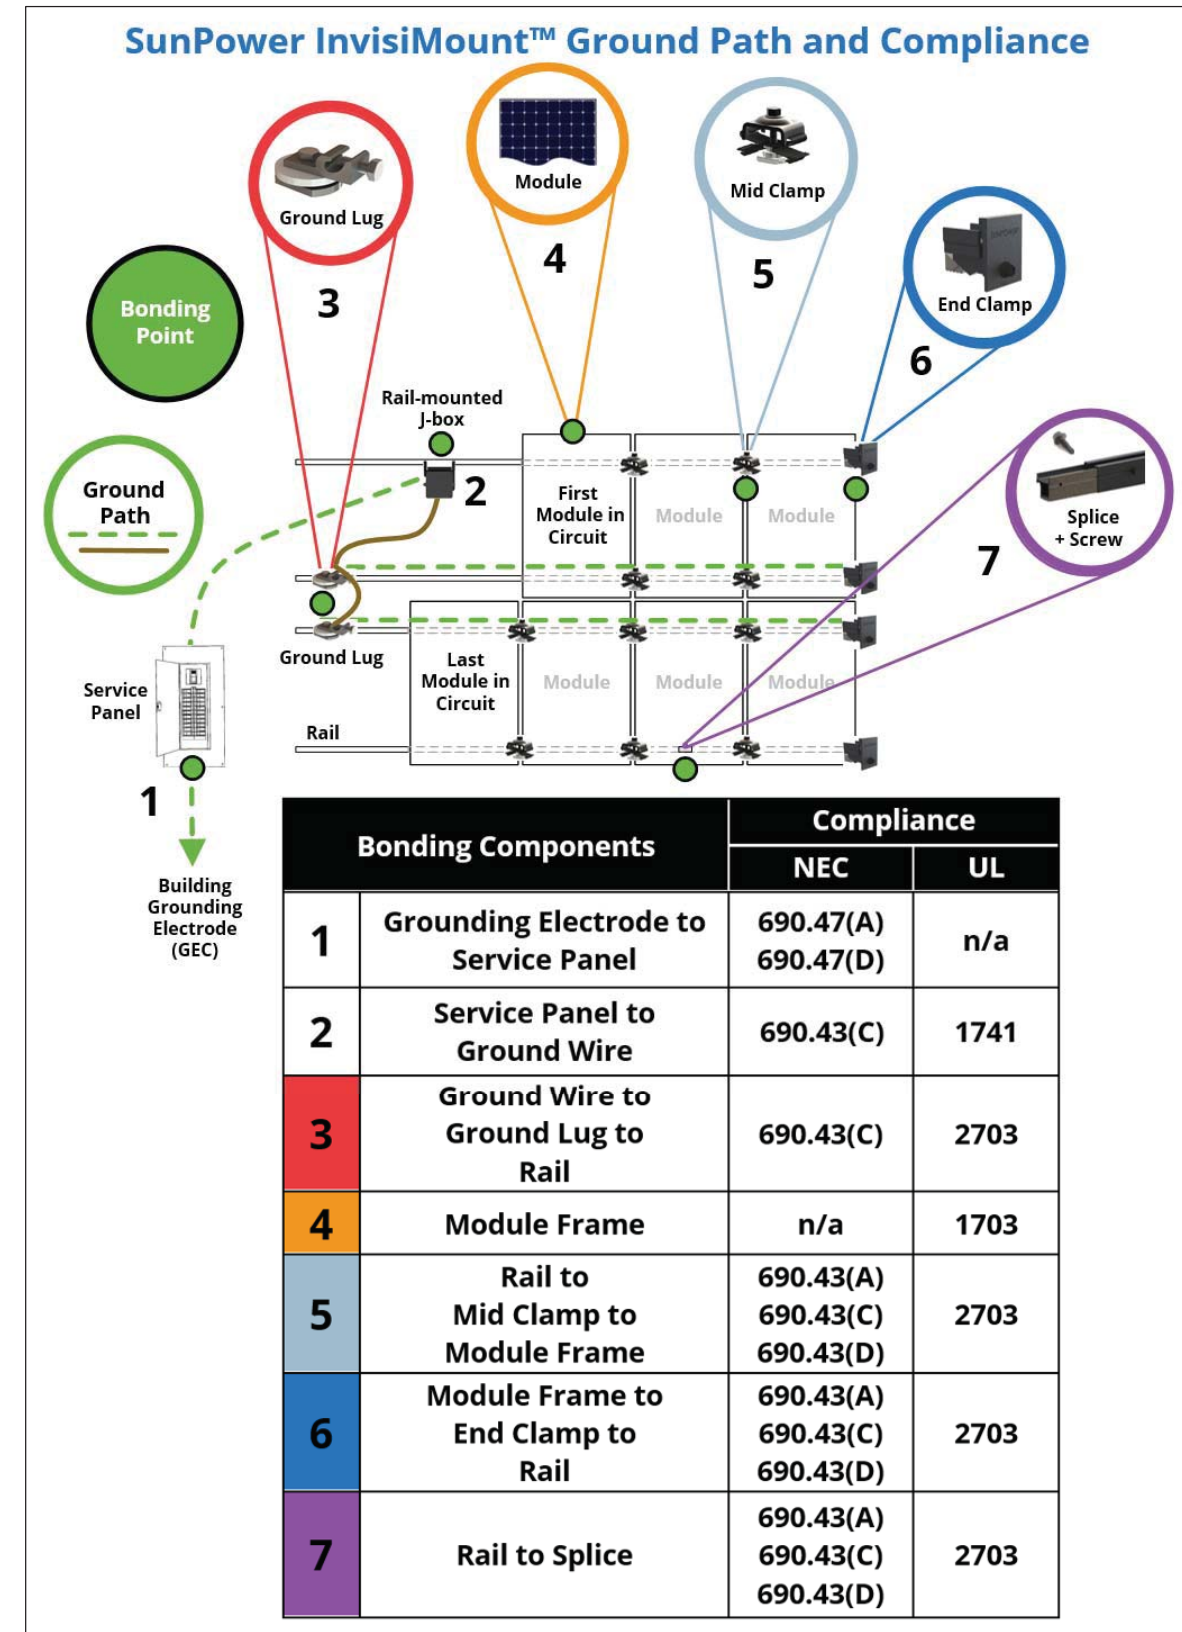 SunPower InvisiMount™ Ground Path and Compliance
Ground Lug
3
Module
4
Mid Clamp
5
SUNPOWER
End Clamp
6
Bonding
Point
Rail-mounted
J-box
2
Ground
Path
First
Module in
Circuit
Module
Module
Splice
+ Screw
7
Ground Lug
Last
Module in
Circuit
Module
Module
Module
Service
Panel
Rail
1
Building
Grounding
Electrode
(GEC)
Bonding Components
Compliance
NEC
UL
1
Grounding Electrode to
Service Panel
690.47(A)
690.47(D)
n/a
2
Service Panel to
Ground Wire
690.43(C)
1741
3
Ground Wire to
Ground Lug to
Rail
690.43(C)
2703
4
Module Frame
n/a
1703
5
Rail to
Mid Clamp to
Module Frame
690.43(A)
690.43(C)
690.43(D)
2703
6
Module Frame to
End Clamp to
Rail
690.43(A)
690.43(C)
690.43(D)
2703
7
Rail to Splice
690.43(A)
690.43(C)
690.43(D)
2703